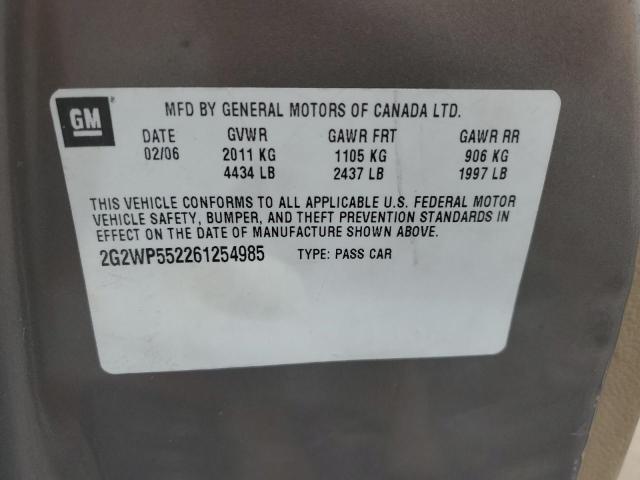 GM
MFD BY GENERAL MOTORS OF CANADA LTD.
DATE GVWR GAWR FRT GAWR RR
02/06 2011 KG 1105 KG 906 KG
4434 LB 2437 LB 1997 LB
THIS VEHICLE CONFORMS TO ALL APPLICABLE U.S. FEDERAL MOTOR
VEHICLE SAFETY, BUMPER, AND THEFT PREVENTION STANDARDS IN
EFFECT ON THE DATE OF MANUFACTURE SHOWN ABOVE.
2G2WP552261254985 TYPE: PASS CAR